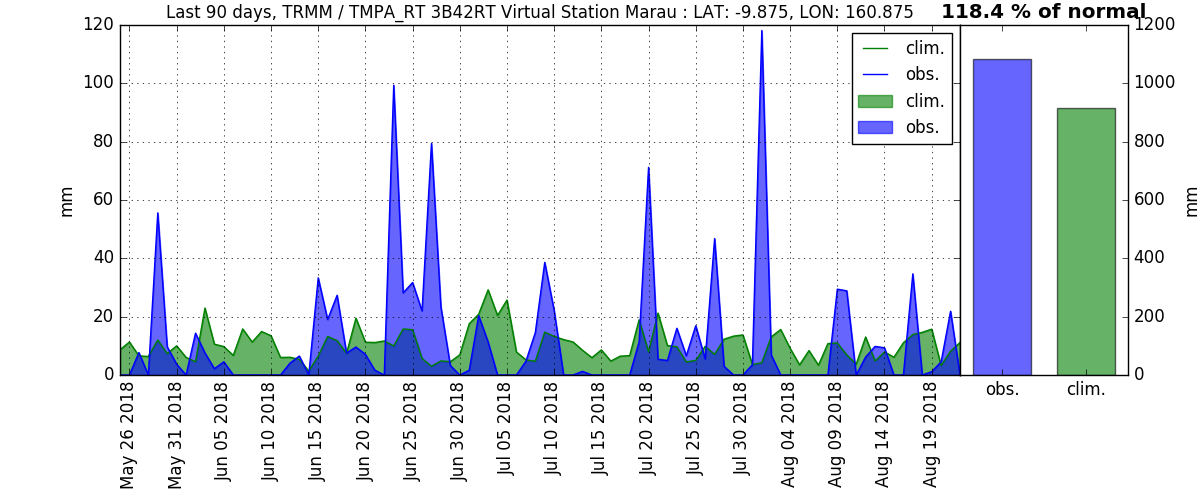 Last 90 days, TRMM / TMPA_RT 3B42RT Virtual Station Marau : LAT: -9.875, LON: 160.875
118.4 % of normal
120
100
80
60
40
20
0
mm
clim.
obs.
clim.
obs.
1200
1000
800
600
400
200
0
mm
obs.
clim.
May 26 2018
May 31 2018
Jun 05 2018
Jun 10 2018
Jun 15 2018
Jun 20 2018
Jun 25 2018
Jun 30 2018
Jul 05 2018
Jul 10 2018
Jul 15 2018
Jul 20 2018
Jul 25 2018
Jul 30 2018
Aug 04 2018
Aug 09 2018
Aug 14 2018
Aug 19 2018